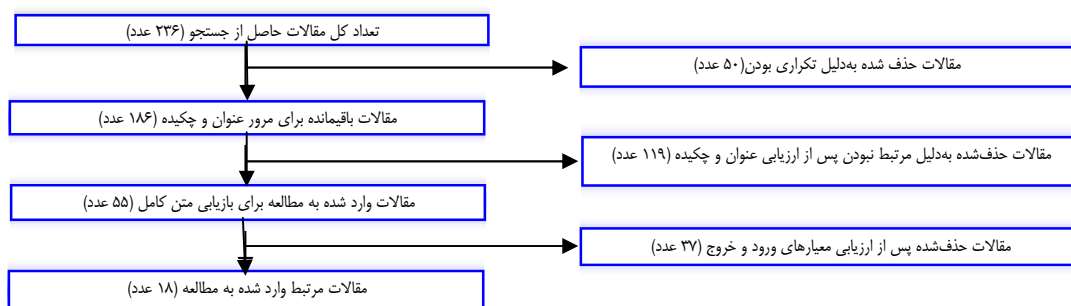 تعداد کل مقالات حاصل از جستجو (۲۳۶ عدد)
مقالات حذف شده به‌دلیل تکراری بودن(۵۰ عدد)
مقالات باقیمانده برای مرور عنوان و چکیده (۱۸۶ عدد)
مقالات حذف‌شده به‌دلیل مرتبط نبودن پس از ارزیابی عنوان و چکیده (۱۱۹ عدد)
مقالات وارد شده به مطالعه برای بازیابی متن کامل (۵۵ عدد)
مقالات حذف‌شده پس از ارزیابی معیارهای ورود و خروج (۳۷ عدد)
مقالات مرتبط وارد شده به مطالعه (۱۸ عدد)